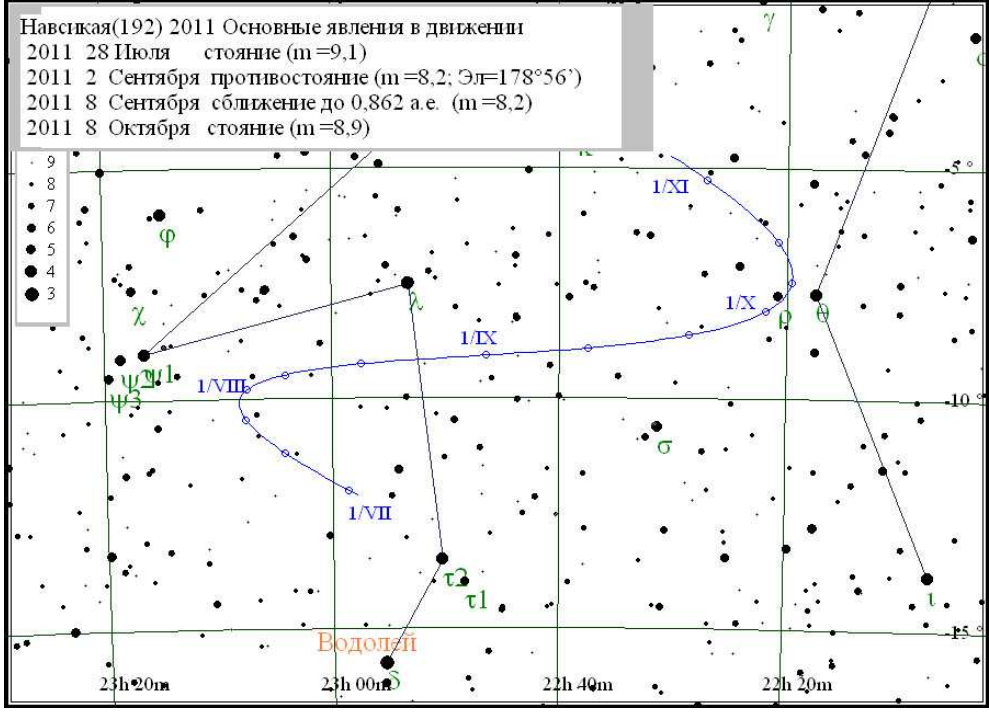 Навсикая(192) 2011 Основные явления в движении
2011 28 Июля стояние (m =9,1)
2011 2 Сентября противостояние (m =8,2; Эл=178°56’)
2011 8 Сентября сближение до 0,862 а.е. (m =8,2)
2011 8 Октября стояние (m =8,9)
γ
9
8
7
6
5
4
3
-5 °
1/XI
φ
λ
χ
1/X
ρ
θ
1/IX
ψ2
ψ1
ψ3
1/VIII
-10 °
σ
1/VII
τ2
τ1
ι
Водолей
-15 °
δ
23h 20m
23h 00m
22h 40m
22h 20m